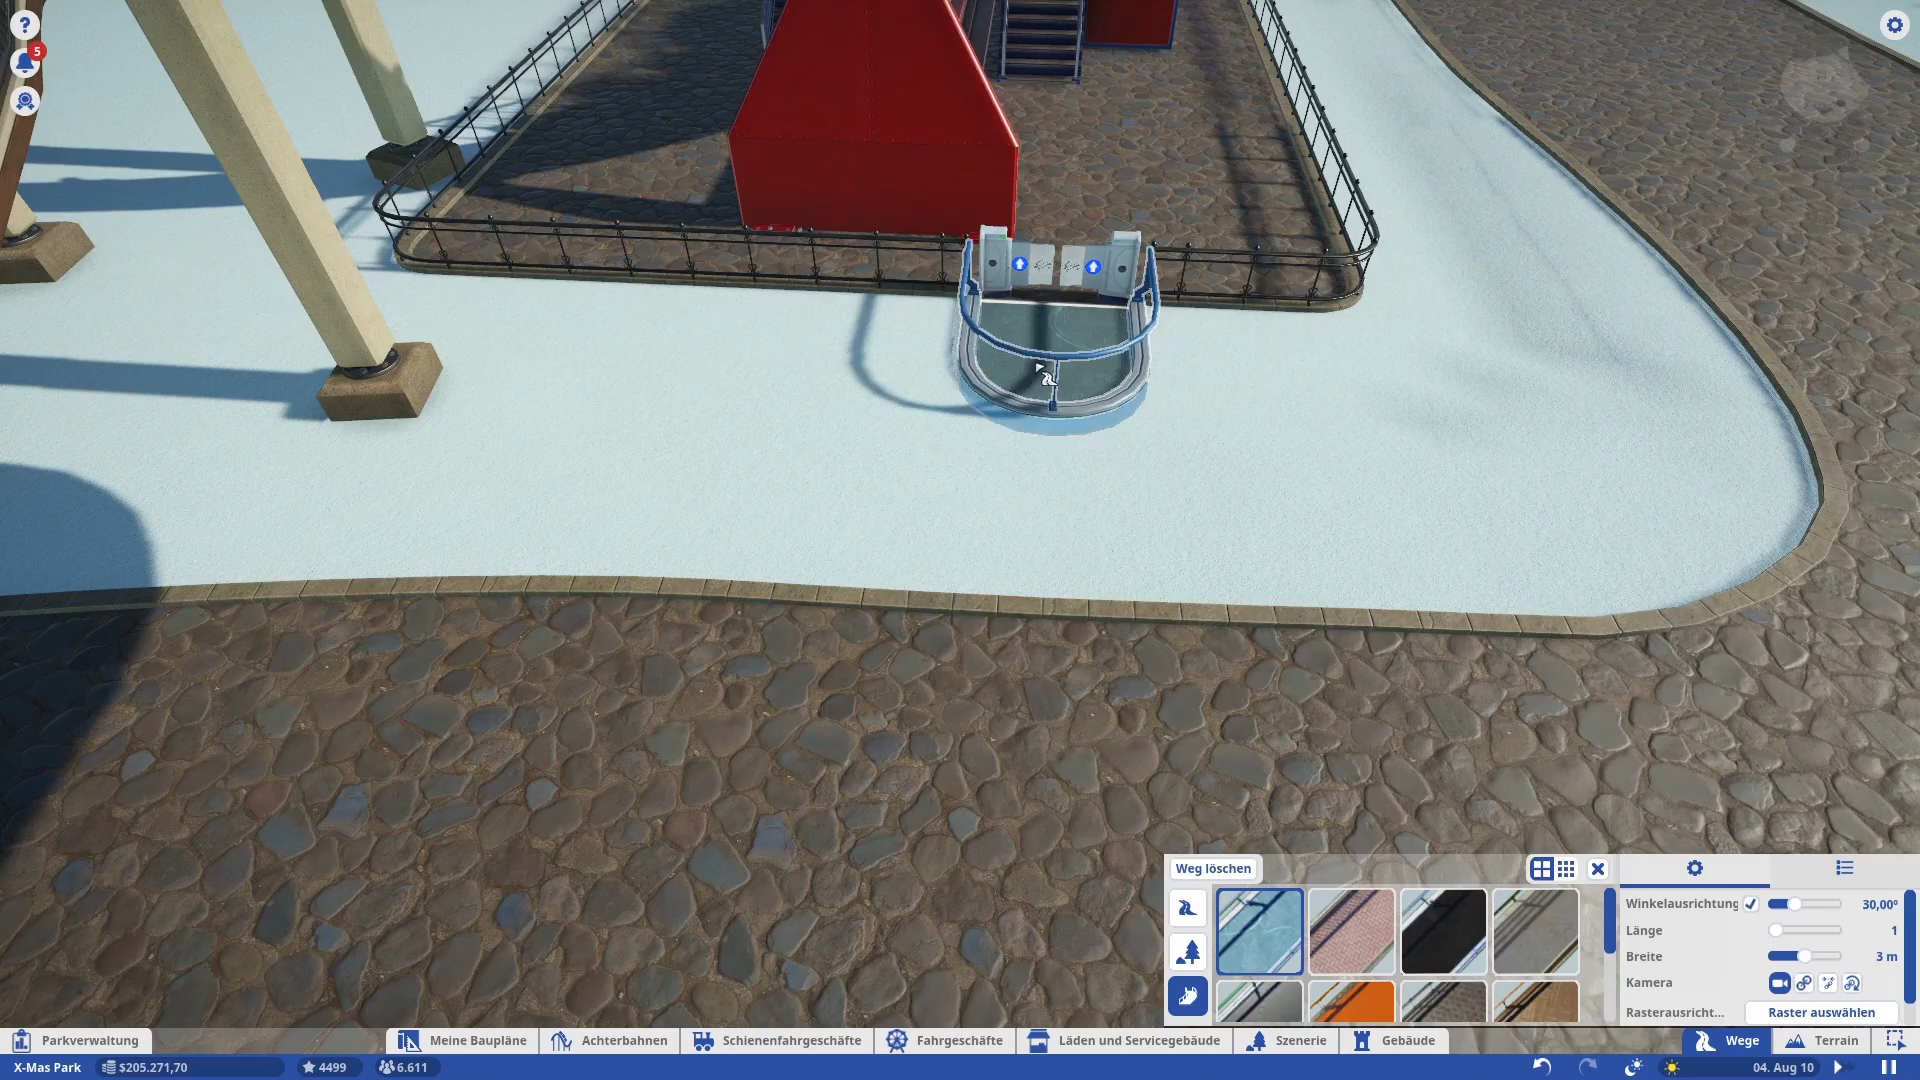 ?
5
Weg löschen
Winkelausrichtung
30,00°
Länge
1
Breite
3 m
Kamera
Rasterausricht...
Raster auswählen
Parkverwaltung
Meine Baupläne
Achterbahnen
Schienenfahrgeschäfte
Fahrgeschäfte
Läden und Servicegebäude
Szenerie
Gebäude
Wege
Terrain
X-Mas Park
$205.271,70
4499
6.611
04. Aug 10